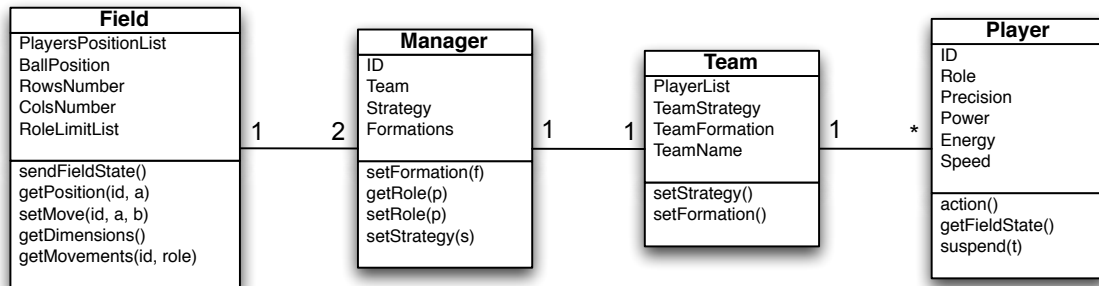 Field
PlayersPositionList
BallPosition
RowsNumber
ColsNumber
RoleLimitList
sendFieldState()
getPosition(id, a)
setMove(id, a, b)
getDimensions()
getMovements(id, role)
1
2
Manager
ID
Team
Strategy
Formations
setFormation(f)
getRole(p)
setRole(p)
setStrategy(s)
1
1
Team
PlayerList
TeamStrategy
TeamFormation
TeamName
setStrategy()
setFormation()
1
*
Player
ID
Role
Precision
Power
Energy
Speed
action()
getFieldState()
suspend(t)